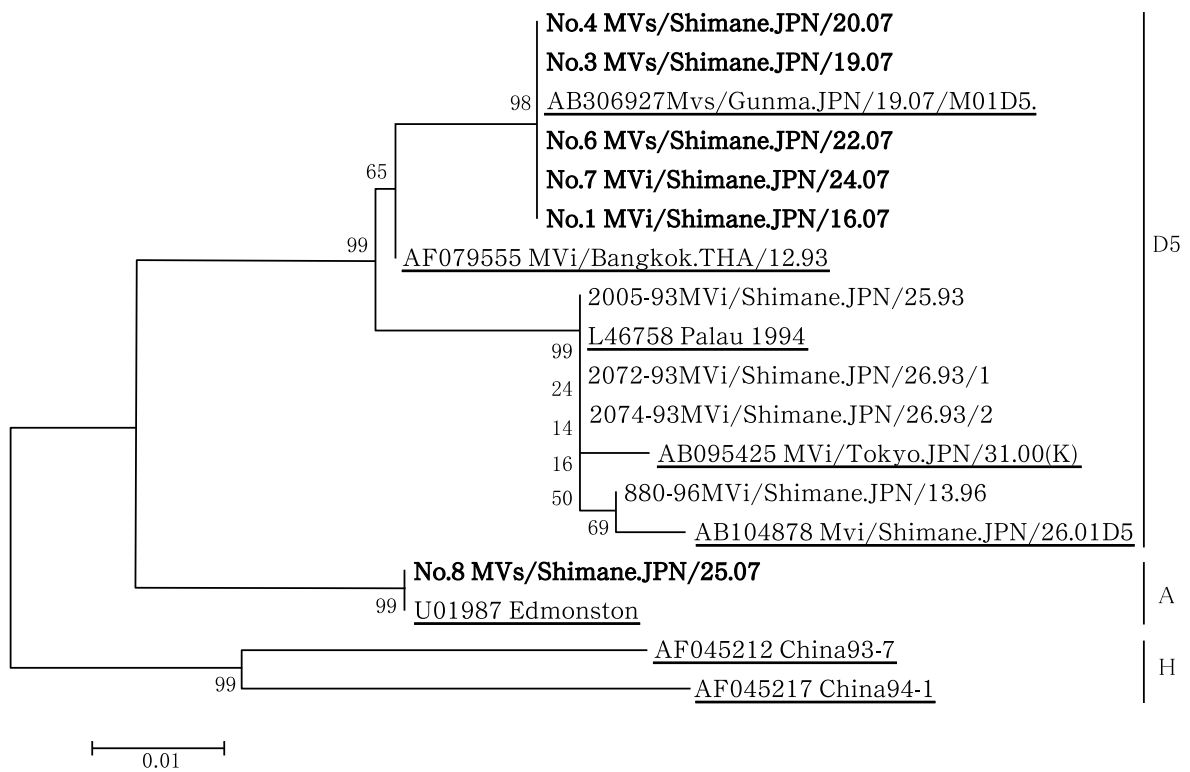 No.4 MVs/Shimane.JPN/20.07
No.3 MVs/Shimane.JPN/19.07
98
AB306927Mvs/Gunma.JPN/19.07/M01D5.
No.6 MVs/Shimane.JPN/22.07
65
No.7 MVi/Shimane.JPN/24.07
No.1 MVi/Shimane.JPN/16.07
99
D5
AF079555 MVi/Bangkok.THA/12.93
2005-93MVi/Shimane.JPN/25.93
L46758 Palau 1994
99
2072-93MVi/Shimane.JPN/26.93/1
24
2074-93MVi/Shimane.JPN/26.93/2
14
AB095425 MVi/Tokyo.JPN/31.00(K)
16
880-96MVi/Shimane.JPN/13.96
50
69
AB104878 Mvi/Shimane.JPN/26.01D5
No.8 MVs/Shimane.JPN/25.07
A
99
U01987 Edmonston
AF045212 China93-7
H
99
AF045217 China94-1
0.01